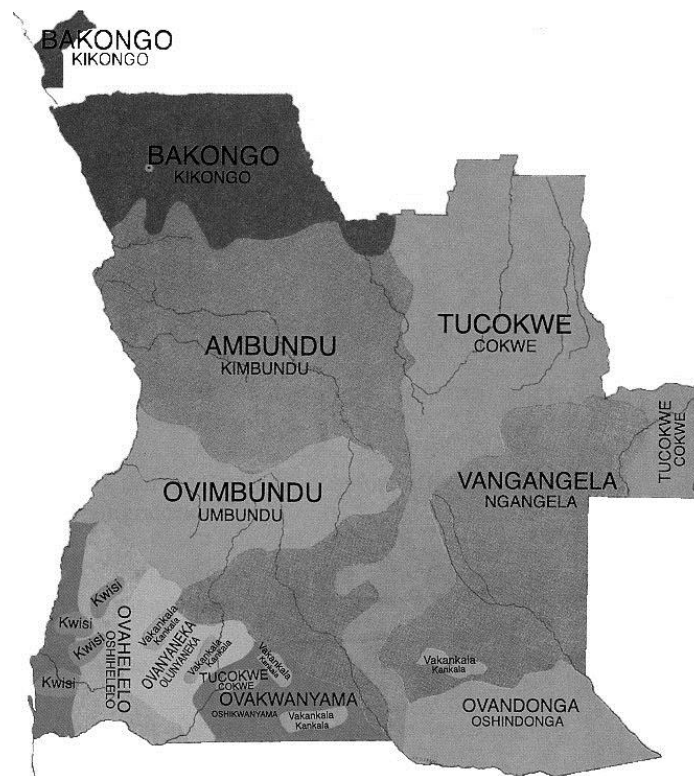 BAKONGO
KIKONGO
BAKONGO
KIKONGO
TUCOKWE
COKWE
AMBUNDU
KIMBUNDU
TUCOKWE
COKWE
VANGANGELA
NGANGELA
OVIMBUNDU
UMBUNDU
Kwisi
Kwisi
Kwisi
Kwisi
OVAHELELO
OSHIHELELO
Vakankala
Kankala
OVANYANEKA
OLUNYANEKA
Vakankala
Kankala
Vakankala
Kankala
TUCOKWE
COKWE
OVAKWANYAMA
OSHIKWANYAMA
Vakankala
Kankala
Vakankala
Kankala
OVANDONGA
OSHINDONGA